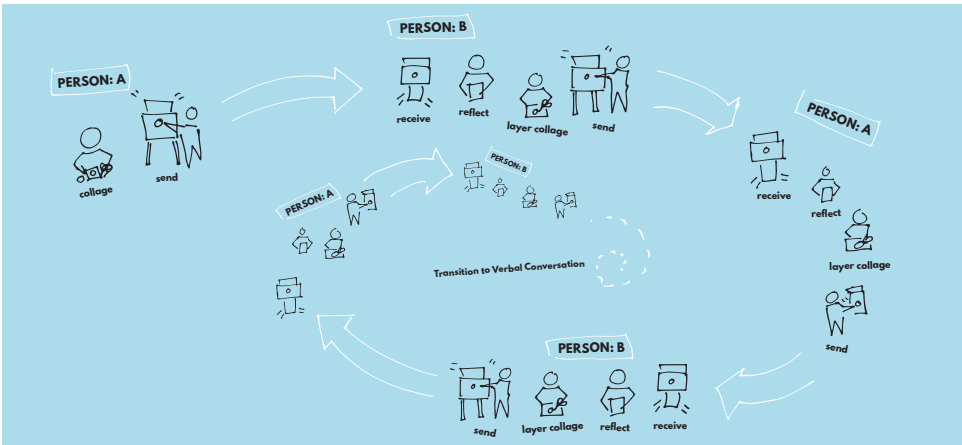 PERSON: A
collage
send
PERSON: B
receive
reflect
layer collage
send
PERSON: A
receive
reflect
layer collage
send
PERSON: B
receive
reflect
layer collage
send
PERSON: A
PERSON: B
Transition to Verbal Conversation